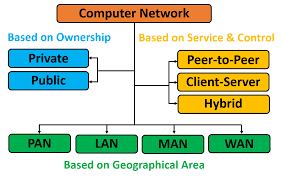 Computer Network
Based on Ownership
Based on Service & Control
Private
Public
Peer-to-Peer
Client-Server
Hybrid
PAN
LAN
MAN
WAN
Based on Geographical Area